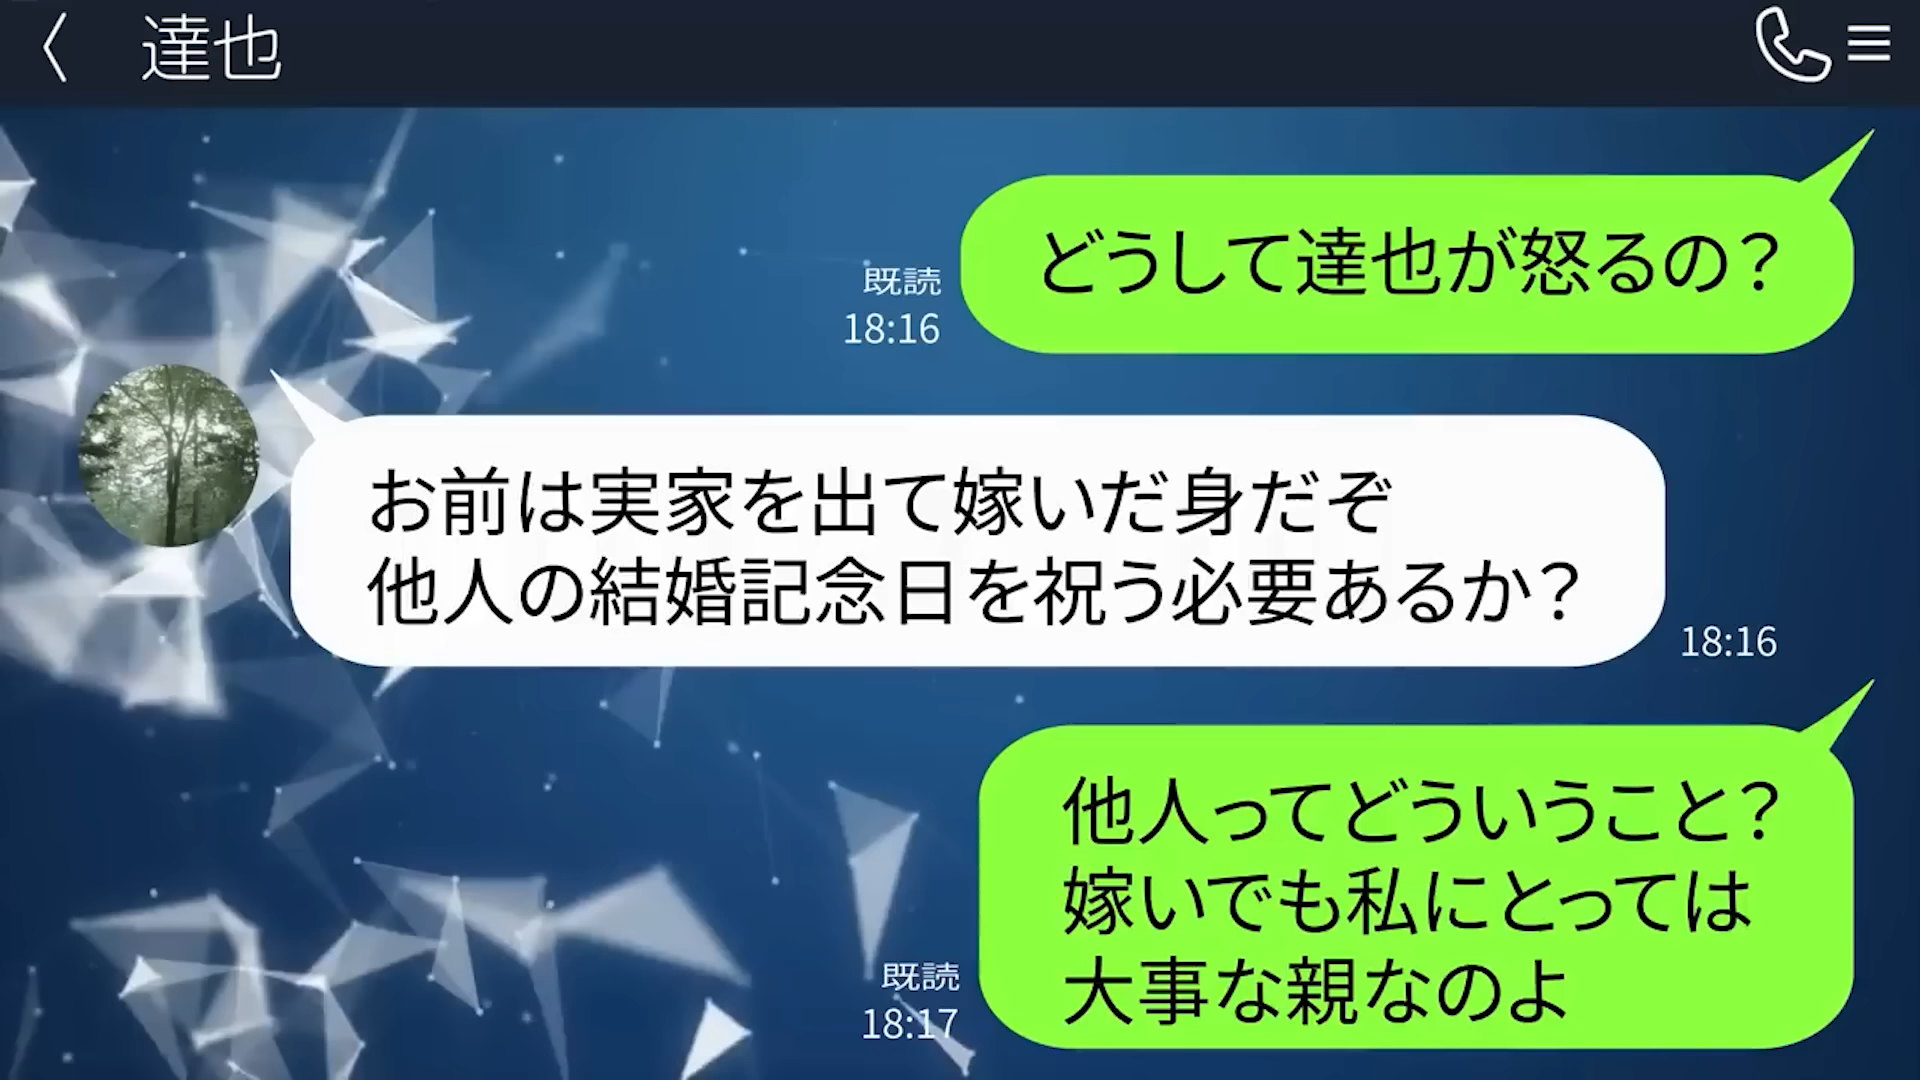 達也
どうして達也が怒るの？
既読
18:16
お前は実家を出て嫁いだ身だぞ
他人の結婚記念日を祝う必要あるか？
18:16
他人ってどういうこと？
嫁いでも私にとっては
大事な親なのよ
既読
18:17